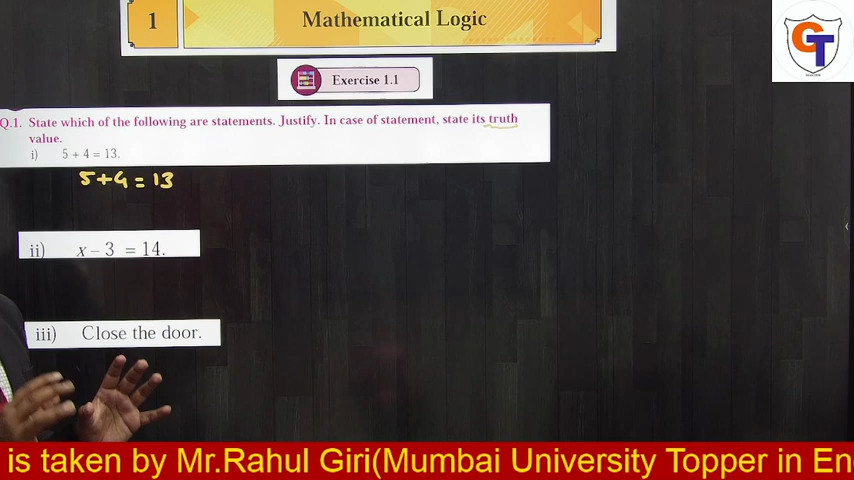 1
Mathematical Logic
GT
Exercise 1.1
Q.1. State which of the following are statements. Justify. In case of statement, state its truth
value.
i) 5 + 4 = 13.
5+4 = 13
ii) x – 3 = 14.
iii) Close the door.
is taken by Mr.Rahul Giri(Mumbai University Topper in En